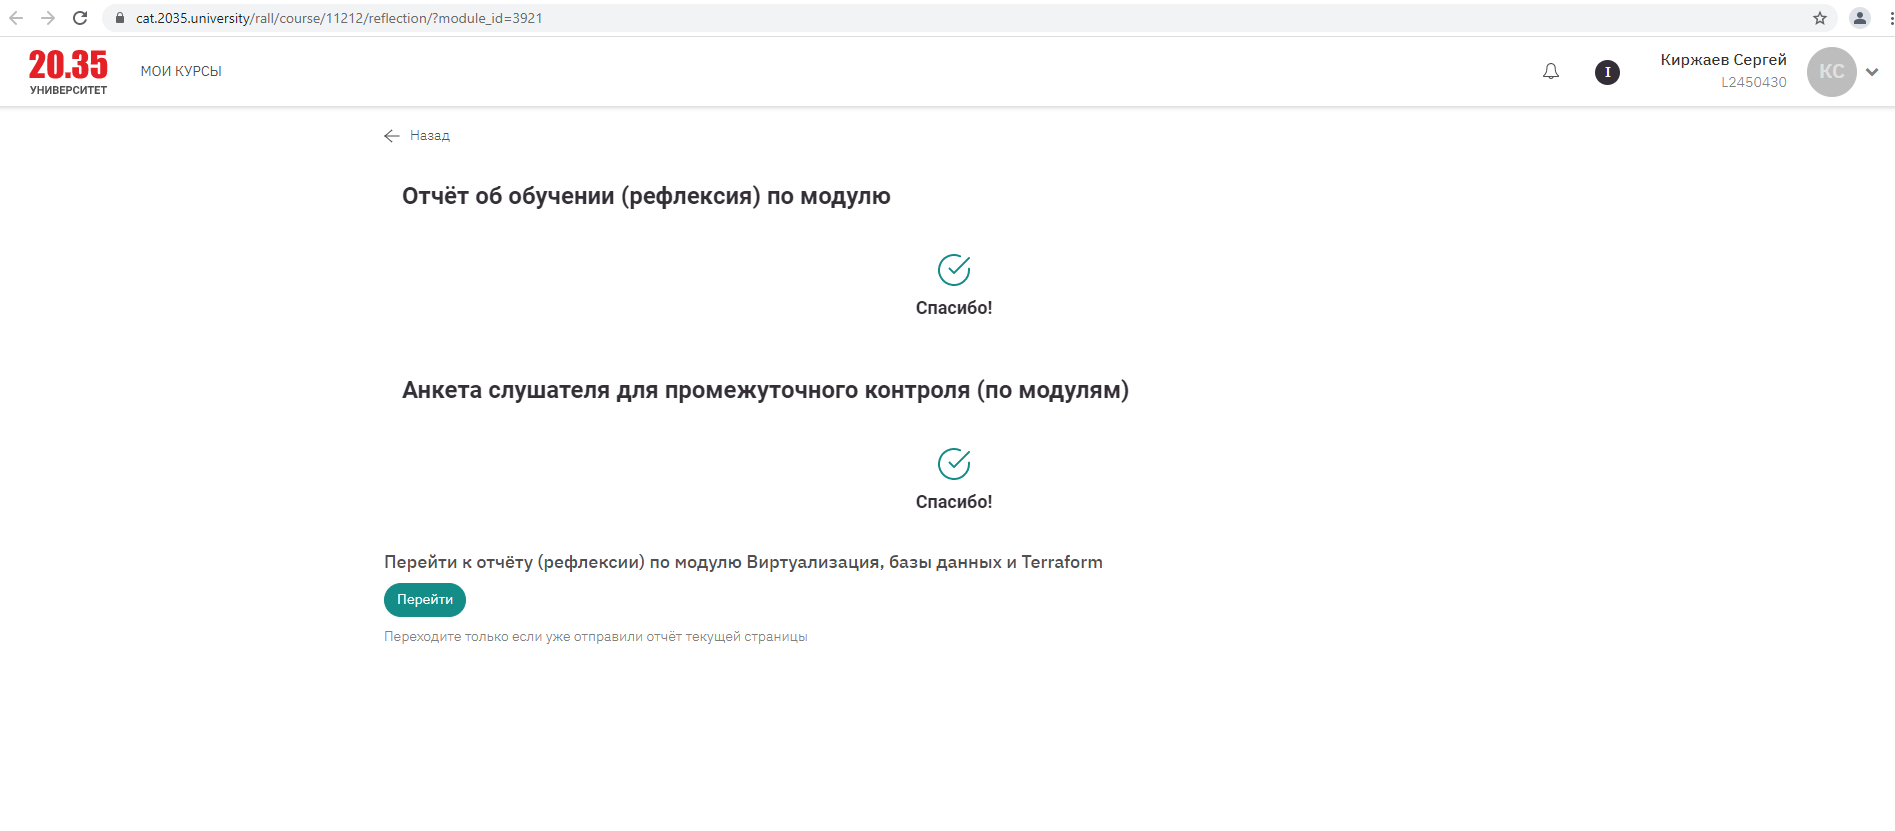 cat.2035.university/rall/course/11212/reflection/?module_id=3921
20.35
УНИВЕРСИТЕТ
МОИ КУРСЫ
I
Киржаев Сергей
L2450430
КС
Назад
Отчёт об обучении (рефлексия) по модулю
Спасибо!
Анкета слушателя для промежуточного контроля (по модулям)
Спасибо!
Перейти к отчёту (рефлексии) по модулю Виртуализация, базы данных и Terraform
Перейти
Переходите только если уже отправили отчёт текущей страницы